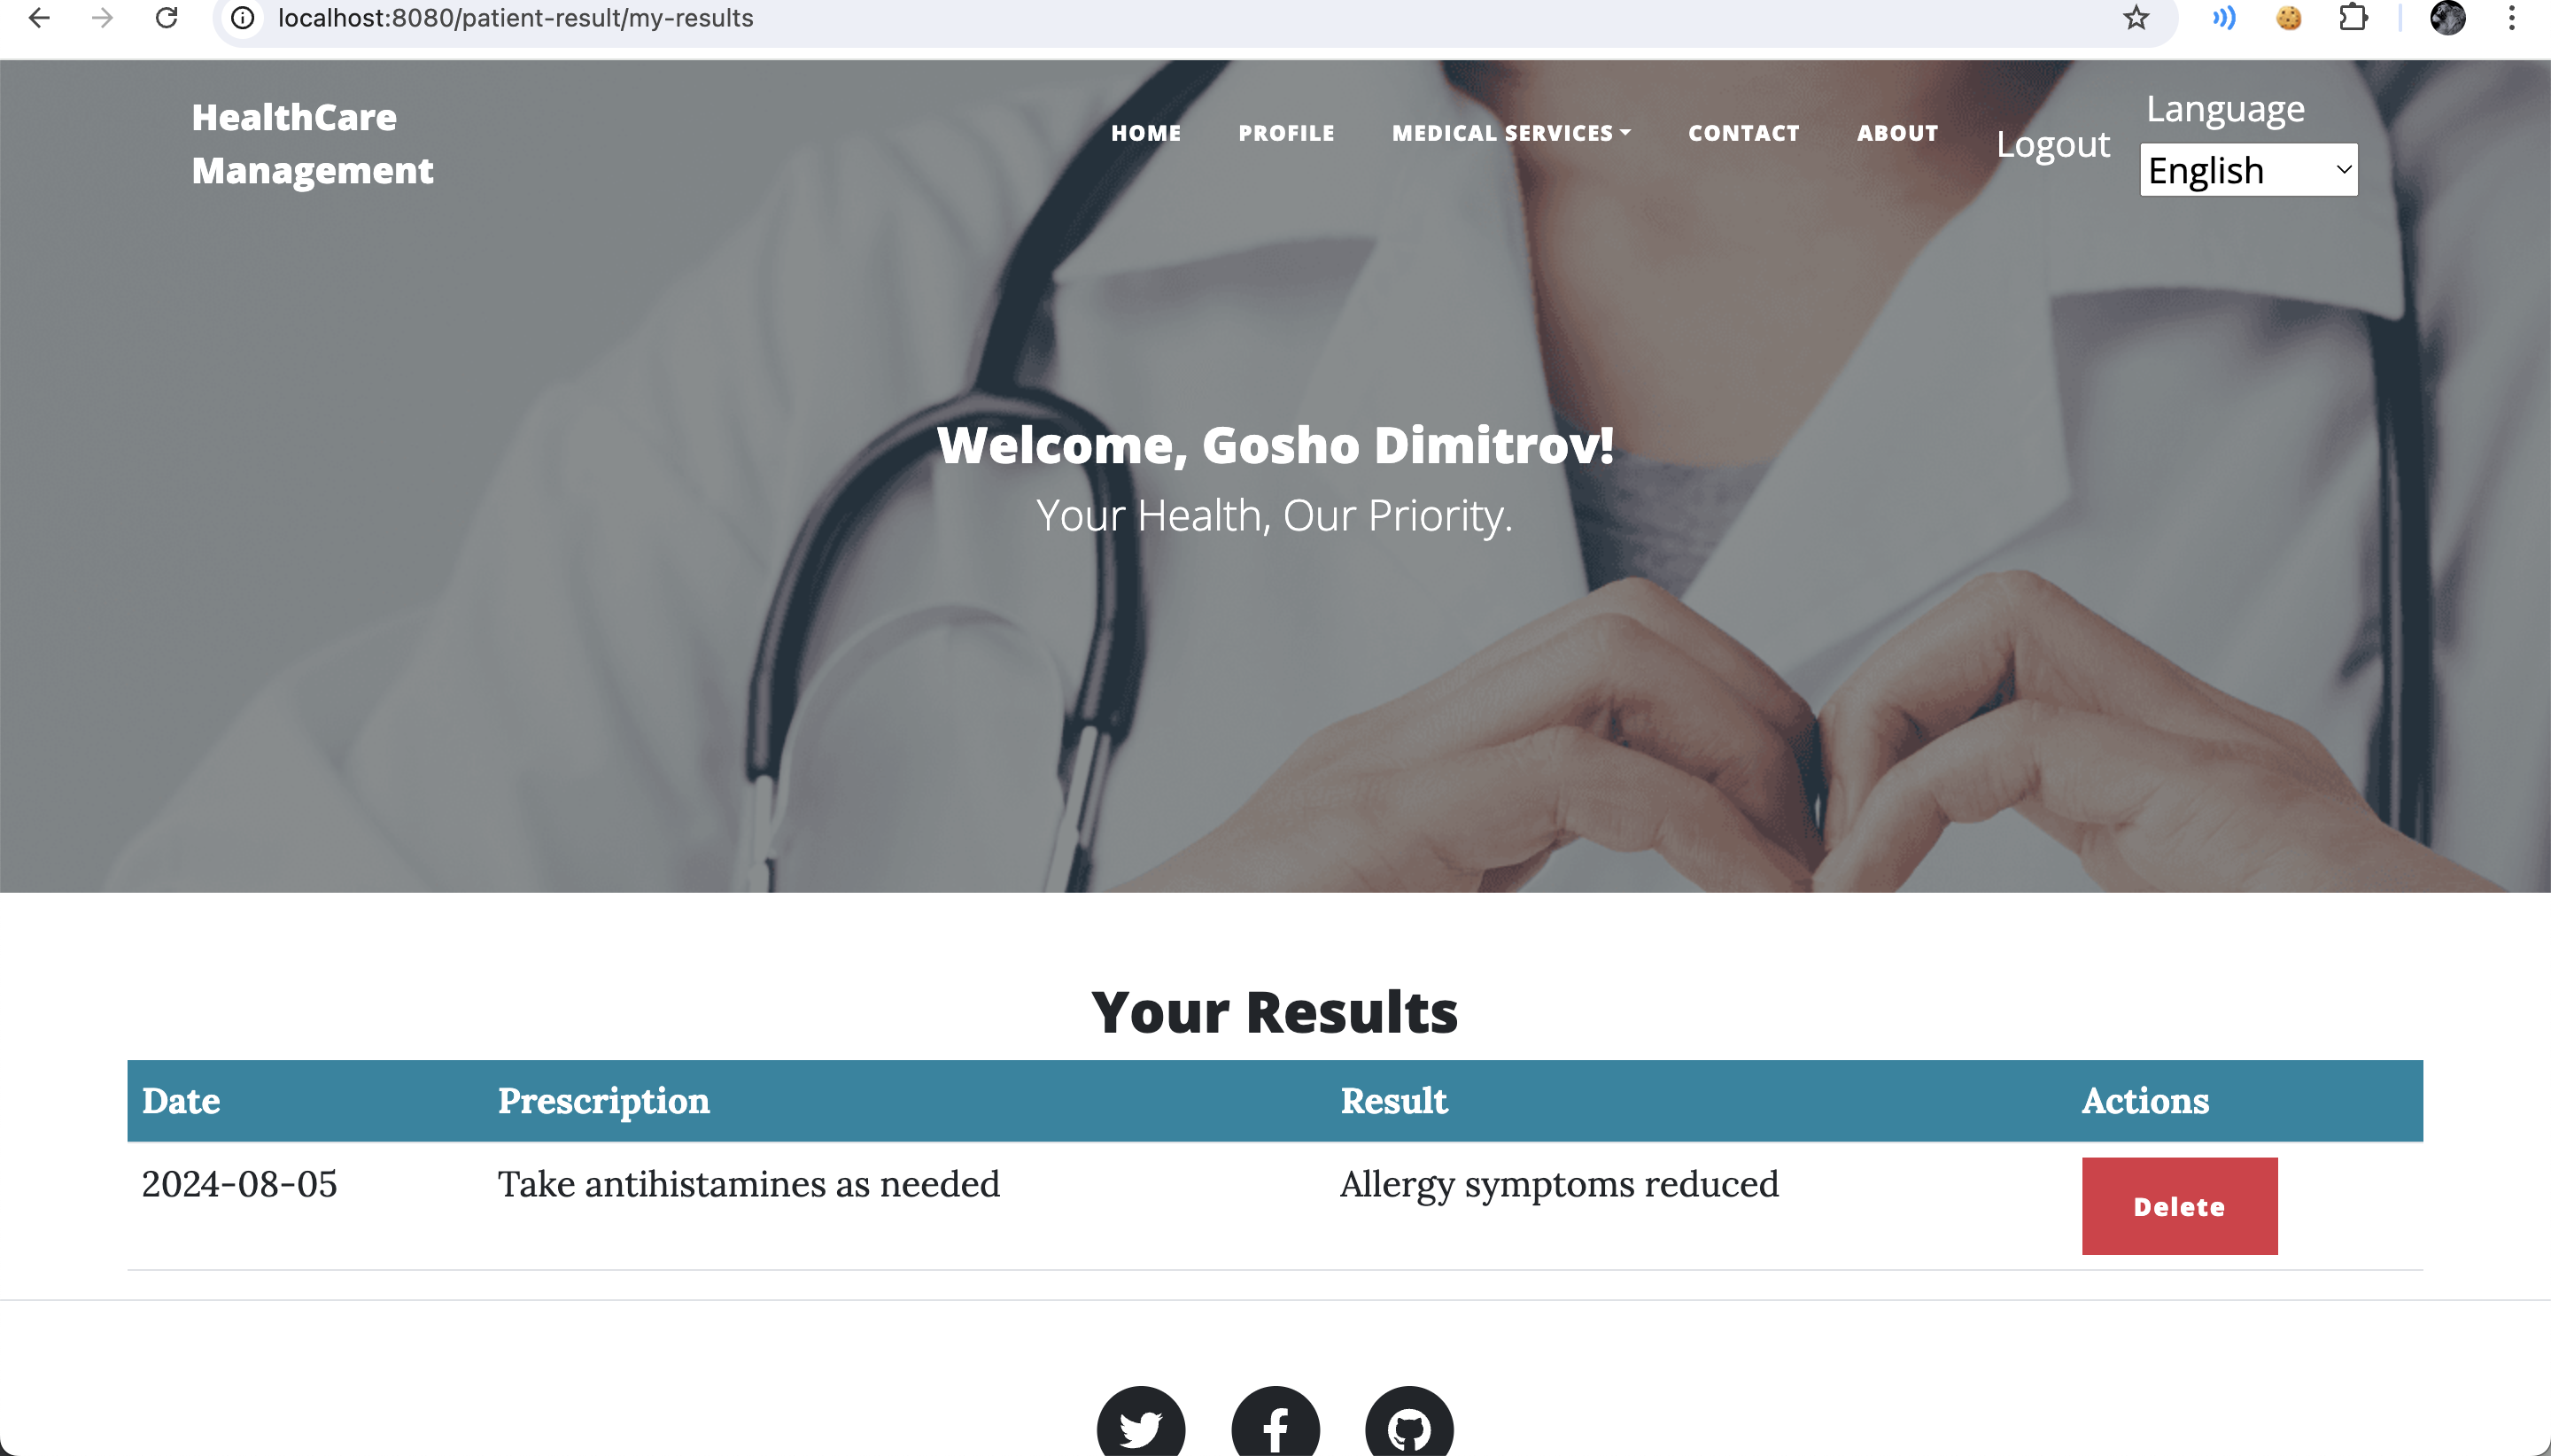 localhost:8080/patient-result/my-results
HealthCare
Management
HOME
PROFILE
MEDICAL SERVICES
CONTACT
ABOUT
Logout
Language
English
Welcome, Gosho Dimitrov!
Your Health, Our Priority.
Your Results
Date Prescription Result Actions
2024-08-05 Take antihistamines as needed Allergy symptoms reduced Delete